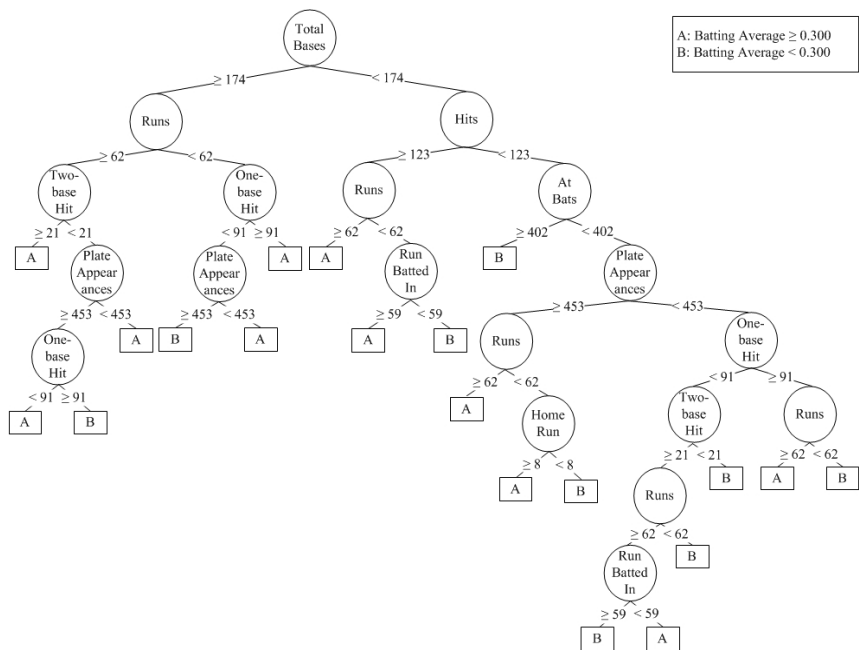 Total
Bases
A: Batting Average ≥ 0.300
B: Batting Average < 0.300
≥ 174
< 174
Runs
Hits
≥ 62
< 62
≥ 123
< 123
Two-
base
Hit
One-
base
Hit
Runs
At
Bats
≥ 21
< 21
< 91
≥ 91
≥ 62
< 62
≥ 402
< 402
A
Plate
Appear
ances
Plate
Appear
ances
A
A
Run
Batted
In
B
Plate
Appear
ances
≥ 453
< 453
≥ 453
< 453
≥ 59
< 59
≥ 453
< 453
One-
base
Hit
A
B
A
A
B
Runs
One-
base
Hit
< 91
≥ 91
≥ 62
< 62
< 91
≥ 91
A
B
A
Home
Run
Two-
base
Hit
Runs
≥ 8
< 8
≥ 21
< 21
≥ 62
< 62
A
B
Runs
B
A
B
≥ 62
< 62
Run
Batted
In
B
≥ 59
< 59
B
A